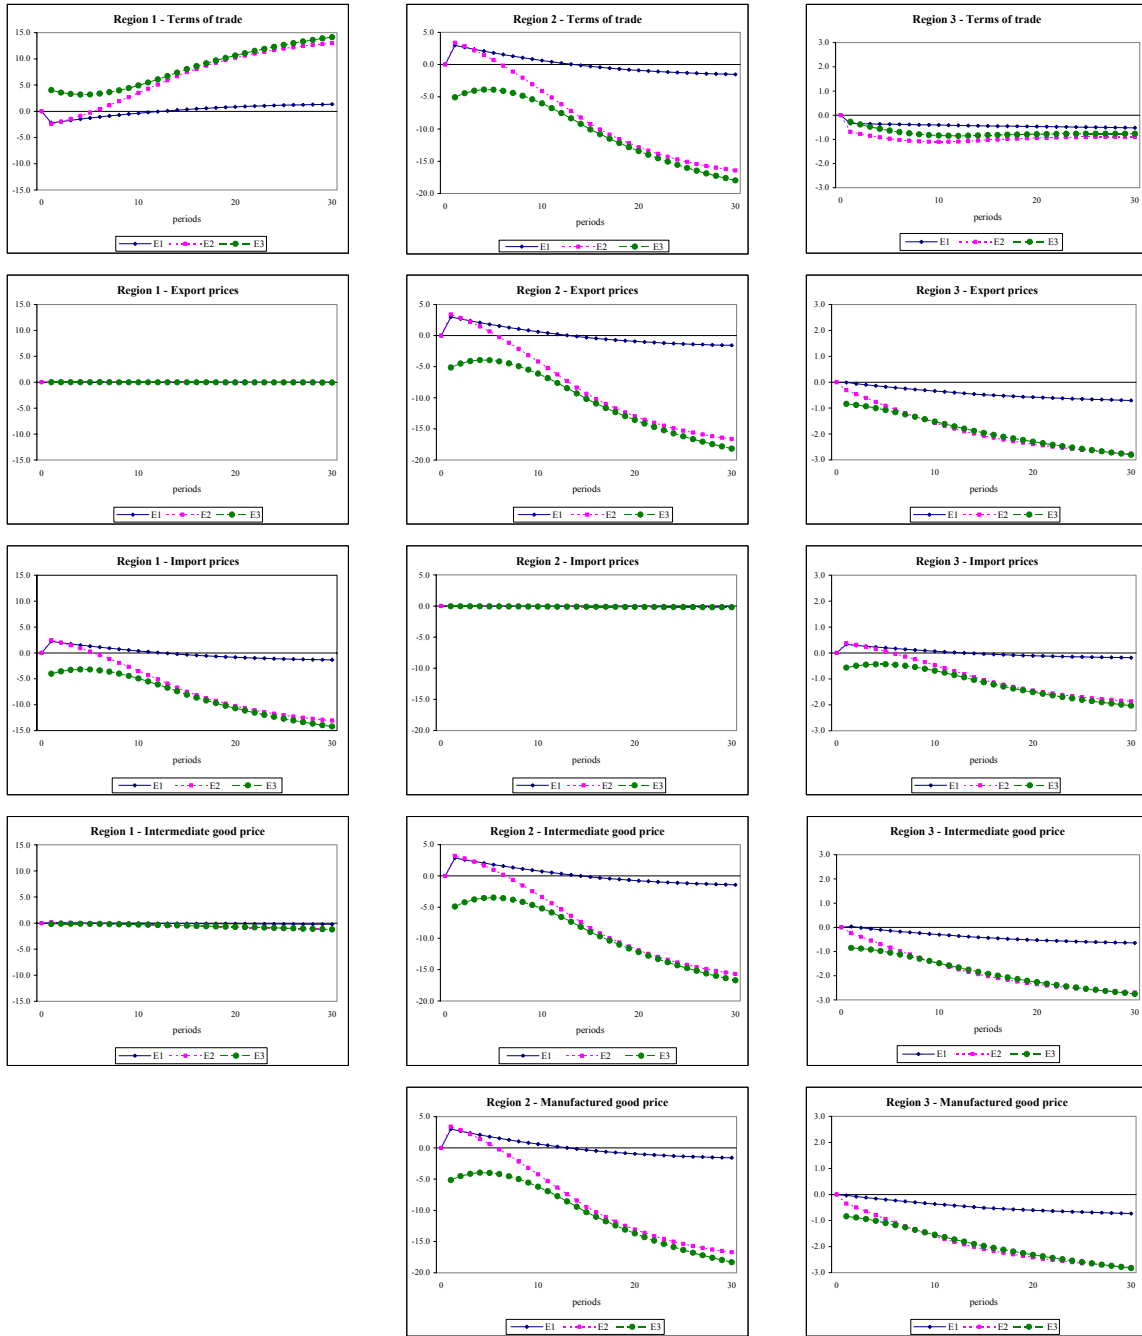 Region 1 - Terms of trade
15.0
10.0
5.0
0.0
-5.0
-10.0
-15.0
0 10 20 30
periods
E1 E2 E3
Region 2 - Terms of trade
5.0
0.0
-5.0
-10.0
-15.0
-20.0
0 10 20 30
periods
E1 E2 E3
Region 3 - Terms of trade
3.0
2.0
1.0
0.0
-1.0
-2.0
-3.0
0 10 20 30
periods
E1 E2 E3
Region 1 - Export prices
15.0
10.0
5.0
0.0
-5.0
-10.0
-15.0
0 10 20 30
periods
E1 E2 E3
Region 2 - Export prices
5.0
0.0
-5.0
-10.0
-15.0
-20.0
0 10 20 30
periods
E1 E2 E3
Region 3 - Export prices
3.0
2.0
1.0
0.0
-1.0
-2.0
-3.0
0 10 20 30
periods
E1 E2 E3
Region 1 - Import prices
15.0
10.0
5.0
0.0
-5.0
-10.0
-15.0
0 10 20 30
periods
E1 E2 E3
Region 2 - Import prices
5.0
0.0
-5.0
-10.0
-15.0
-20.0
0 10 20 30
periods
E1 E2 E3
Region 3 - Import prices
3.0
2.0
1.0
0.0
-1.0
-2.0
-3.0
0 10 20 30
periods
E1 E2 E3
Region 1 - Intermediate good price
15.0
10.0
5.0
0.0
-5.0
-10.0
-15.0
0 10 20 30
periods
E1 E2 E3
Region 2 - Intermediate good price
5.0
0.0
-5.0
-10.0
-15.0
-20.0
0 10 20 30
periods
E1 E2 E3
Region 3 - Intermediate good price
3.0
2.0
1.0
0.0
-1.0
-2.0
-3.0
0 10 20 30
periods
E1 E2 E3
Region 2 - Manufactured good price
5.0
0.0
-5.0
-10.0
-15.0
-20.0
0 10 20 30
periods
E1 E2 E3
Region 3 - Manufactured good price
3.0
2.0
1.0
0.0
-1.0
-2.0
-3.0
0 10 20 30
periods
E1 E2 E3